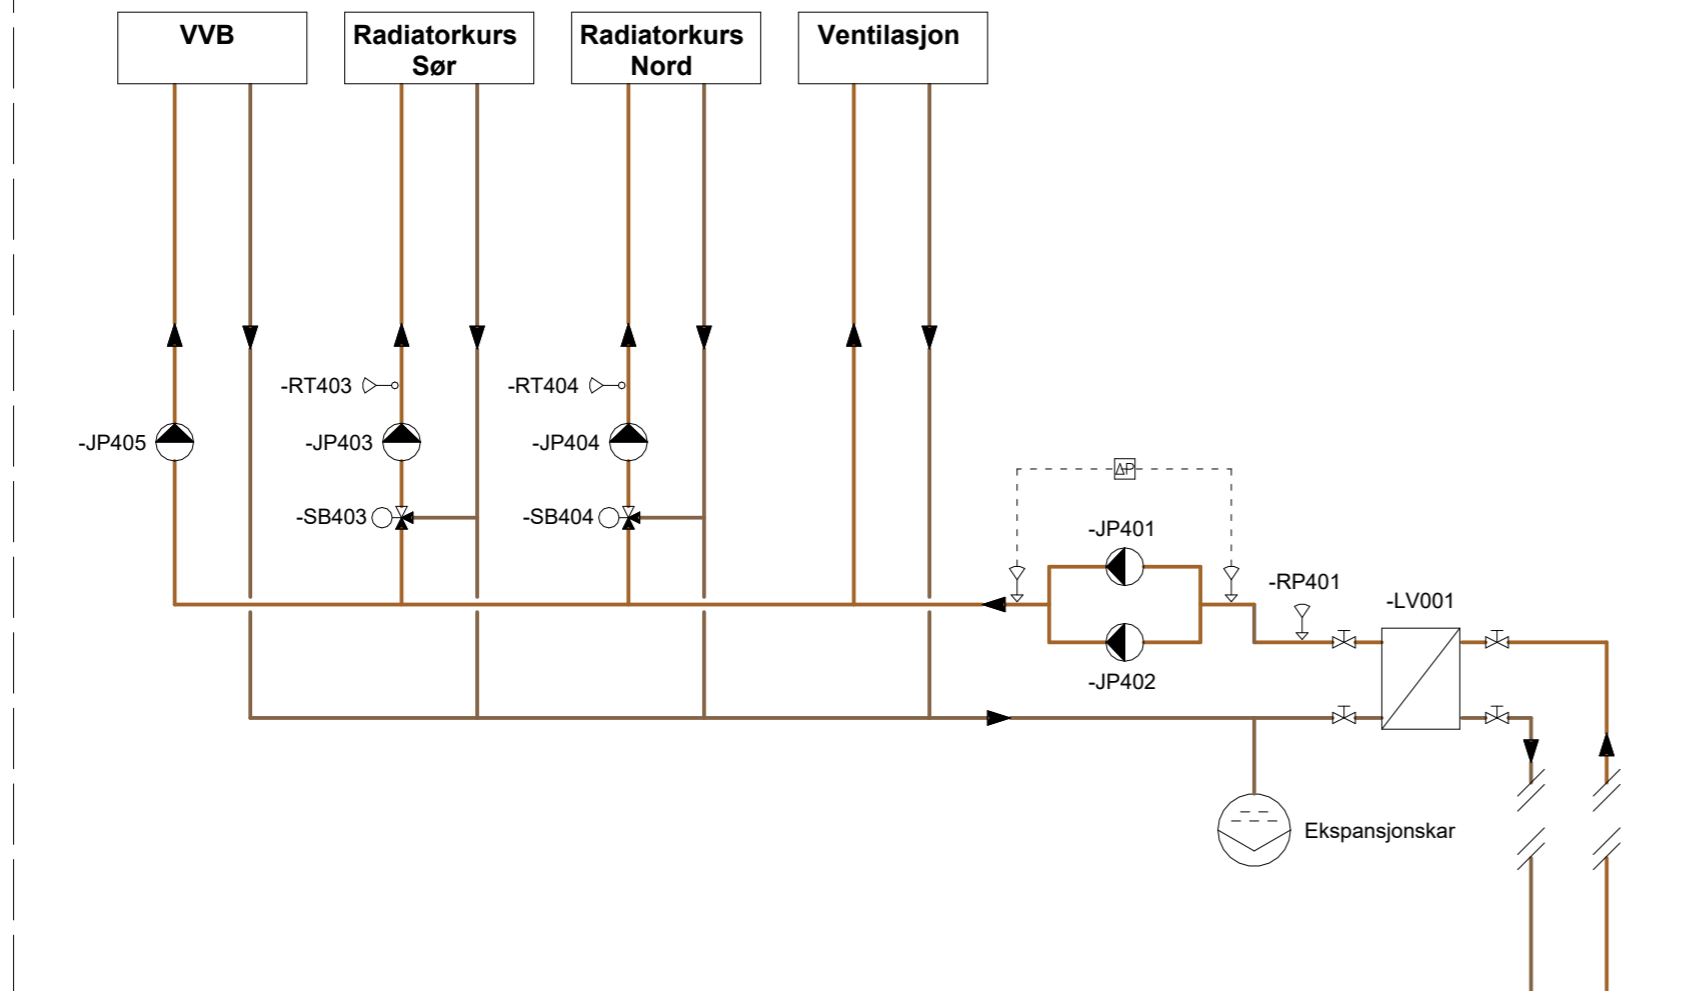 VVB
Radiatorkurs
Sør
Radiatorkurs
Nord
Ventilasjon
-RT403
-RT404
-JP405
-JP403
-JP404
ΔP
-SB403
-SB404
-JP401
-RP401
-LV001
-JP402
Ekspansjonskar